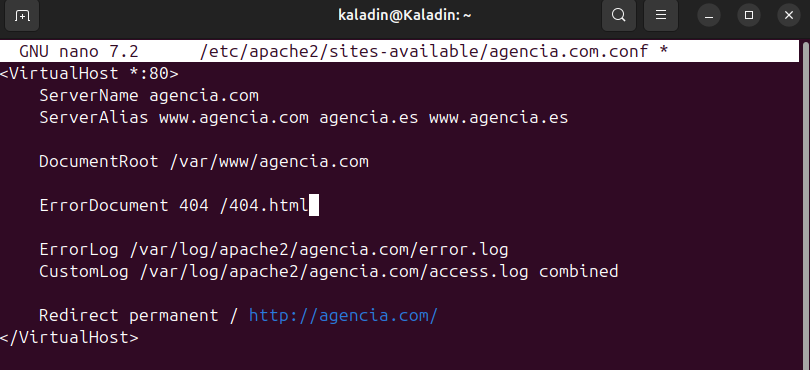 kaladin@Kaladin: ~
GNU nano 7.2 /etc/apache2/sites-available/agencia.com.conf *
<VirtualHost *:80>
ServerName agencia.com
ServerAlias www.agencia.com agencia.es www.agencia.es
DocumentRoot /var/www/agencia.com
ErrorDocument 404 /404.html
ErrorLog /var/log/apache2/agencia.com/error.log
CustomLog /var/log/apache2/agencia.com/access.log combined
Redirect permanent / http://agencia.com/
</VirtualHost>